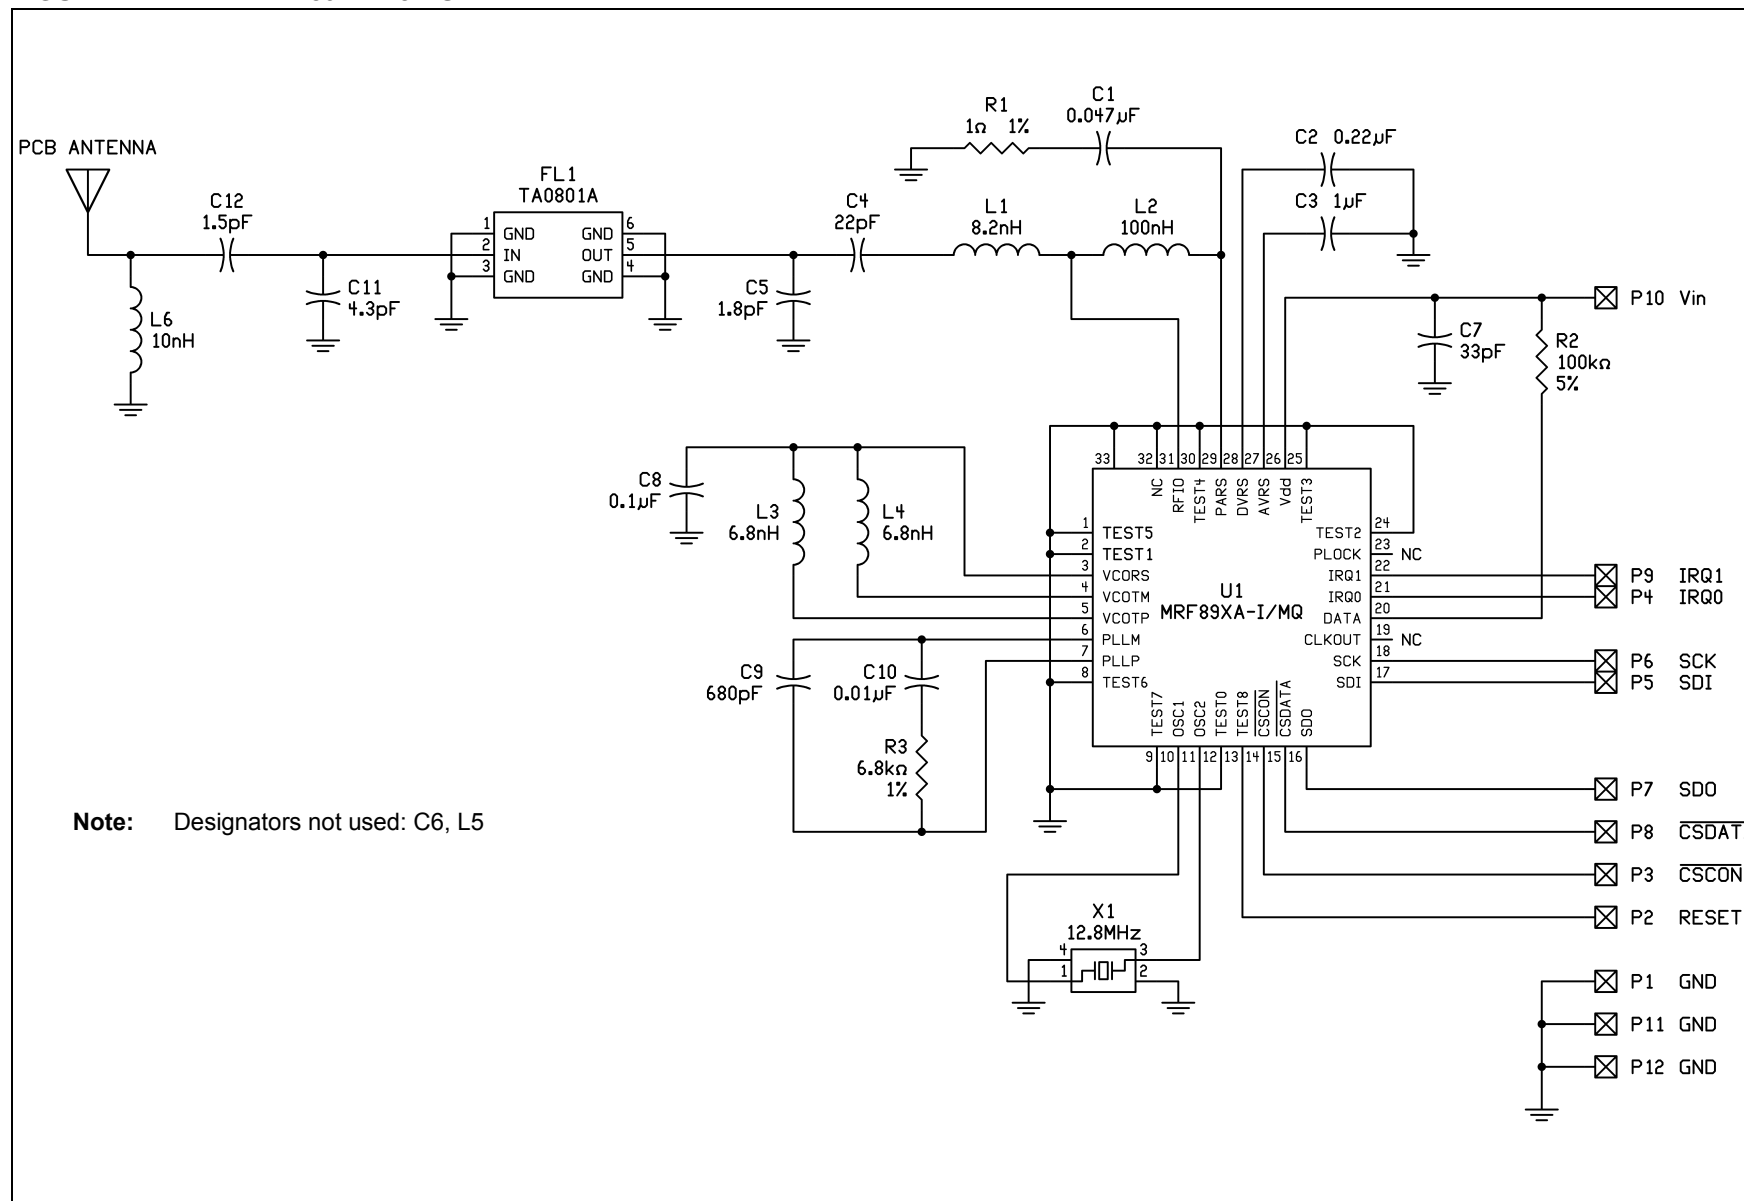 PCB ANTENNA
C12
1.5pF
L6
10nH
C11
4.3pF
FL1
TA0801A
1
GND
2
IN
3
GND
GND
6
OUT
5
GND
4
C5
1.8pF
C4
22pF
R1
1Ω 1%
C1
0.047µF
L1
8.2nH
L2
100nH
C2 0.22µF
C3 1µF
P10 Vin
C7
33pF
R2
100kΩ
5%
C8
0.1µF
L3
6.8nH
L4
6.8nH
C9
680pF
C10
0.01µF
R3
6.8kΩ
1%
33 32 31 30 29 28 27 26 25
NC
RFIO
TEST4
PARS
DVRS
AVRS
Vdd
TEST3
1 TEST5
2 TEST1
3 VCORS
4 VCOTM
5 VCOTP
6 PLLM
7 PLLP
8 TEST6
U1
MRF89XA-I/MQ
TEST2 24
PLOCK 23 NC
IRQ1 22
IRQ0 21
DATA 20
CLKOUT 19 NC
SCK 18
SDI 17
TEST7
OSC1
OSC2
TEST0
TEST8
CSCON
CSDATA
SDO
9 10 11 12 13 14 15 16
P9 IRQ1
P4 IRQ0
P6 SCK
P5 SDI
P7 SDO
P8 CSDAT
P3 CSCON
P2 RESET
P1 GND
P11 GND
P12 GND
X1
12.8MHz
4
1
3
2
Note: Designators not used: C6, L5